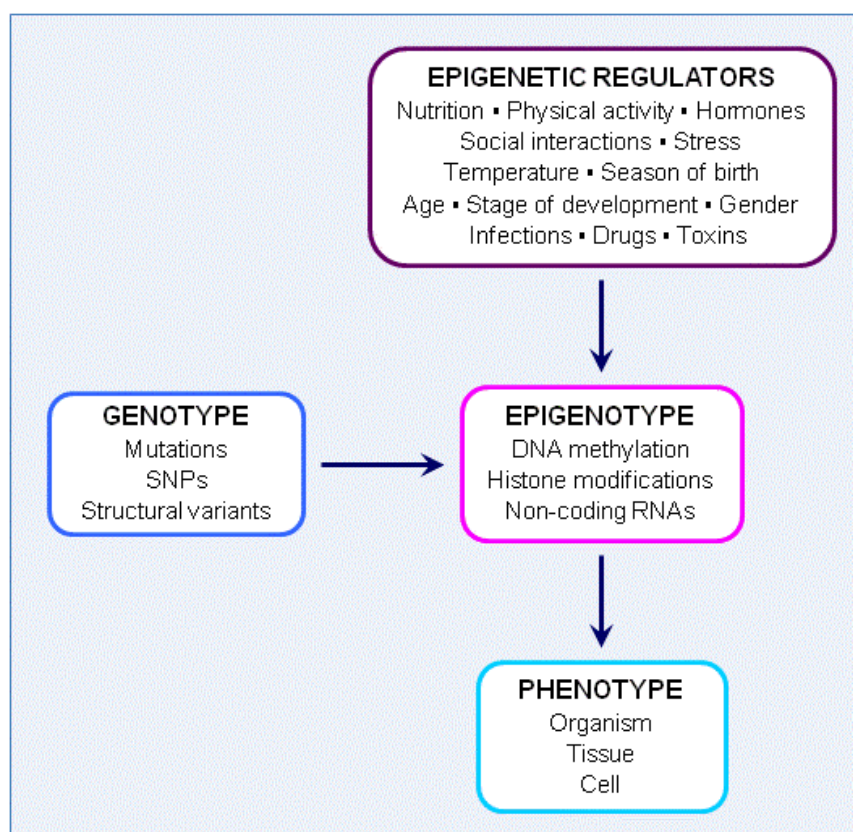 EPIGENETIC REGULATORS
Nutrition ▪ Physical activity ▪ Hormones
Social interactions ▪ Stress
Temperature ▪ Season of birth
Age ▪ Stage of development ▪ Gender
Infections ▪ Drugs ▪ Toxins
GENOTYPE
Mutations
SNPs
Structural variants
EPIGENOTYPE
DNA methylation
Histone modifications
Non-coding RNAs
PHENOTYPE
Organism
Tissue
Cell